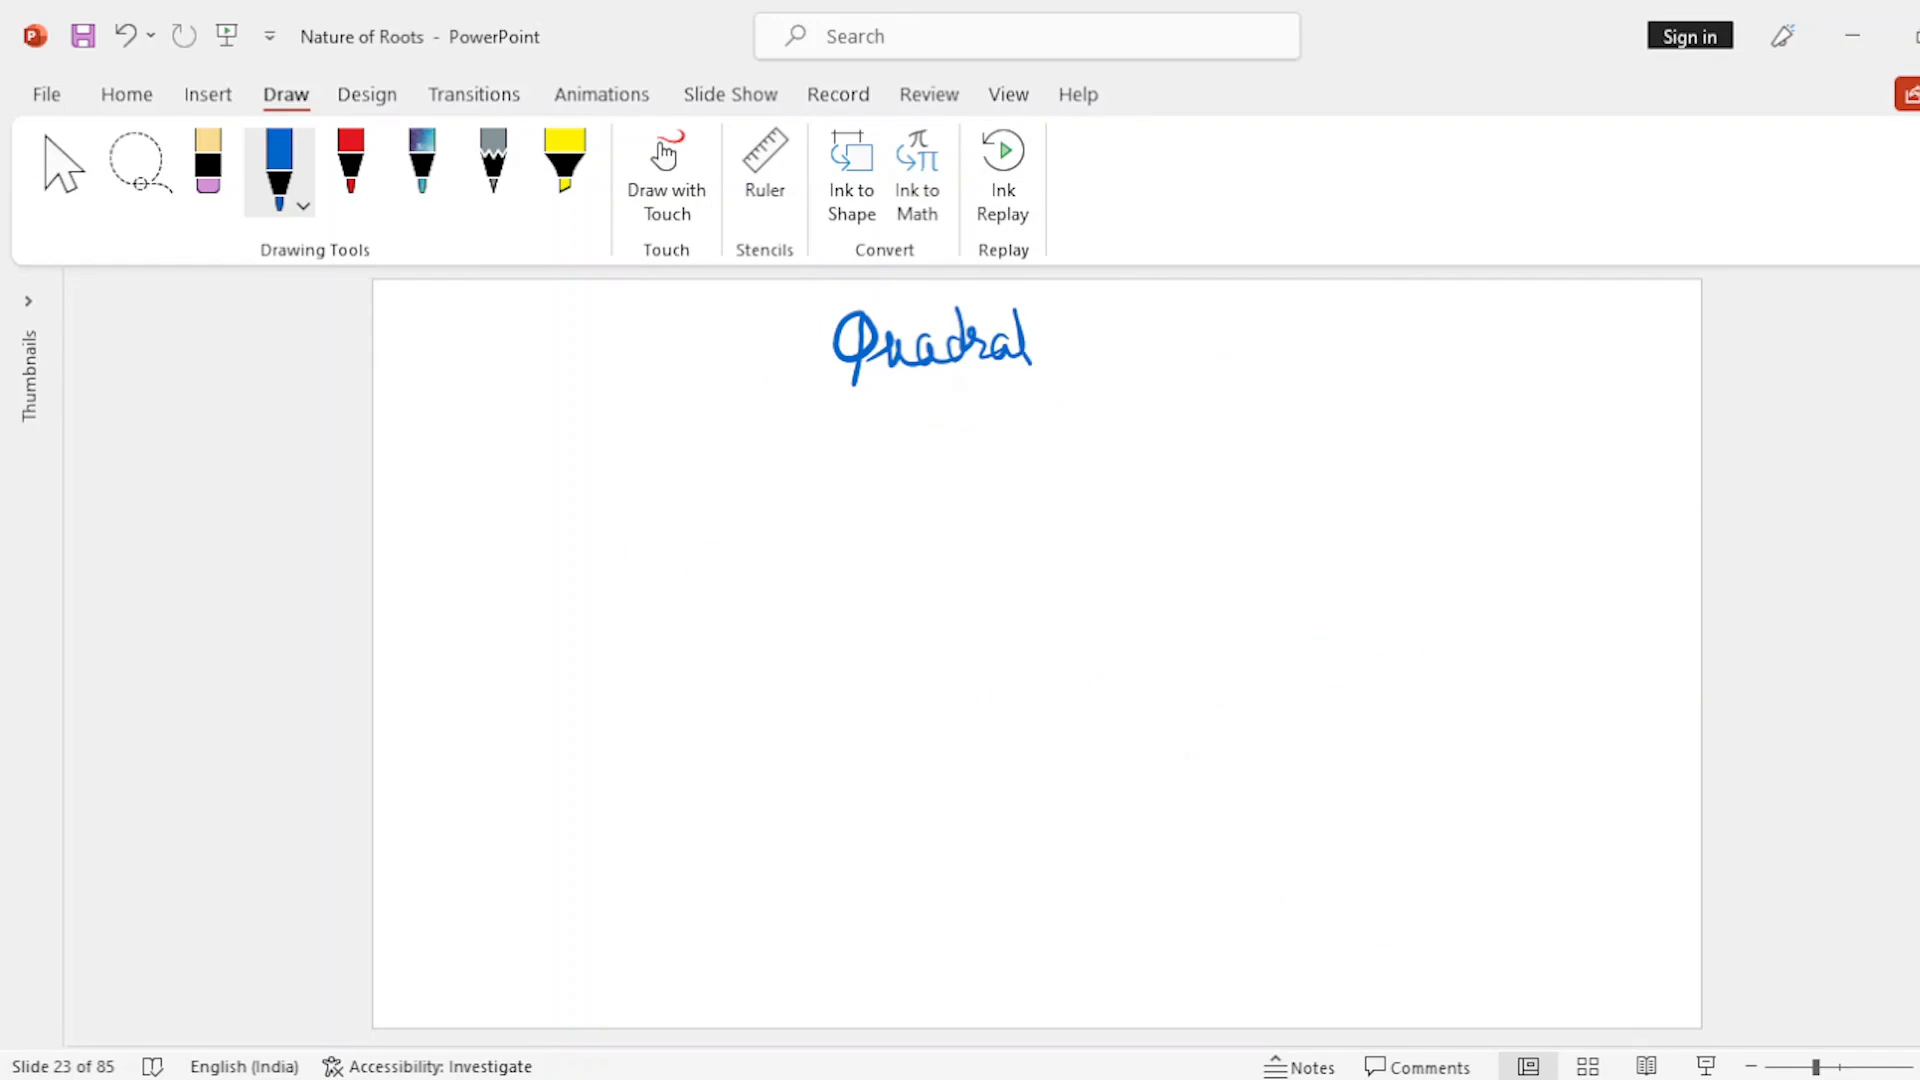 Nature of Roots - PowerPoint
Search
Sign in
File Home Insert Draw Design Transitions Animations Slide Show Record Review View Help
Draw with Touch
Ruler
Ink to Shape
Ink to Math
Ink Replay
Drawing Tools
Touch
Stencils
Convert
Replay
Thumbnails
Quadrat
Slide 23 of 85
English (India)
Accessibility: Investigate
Notes
Comments